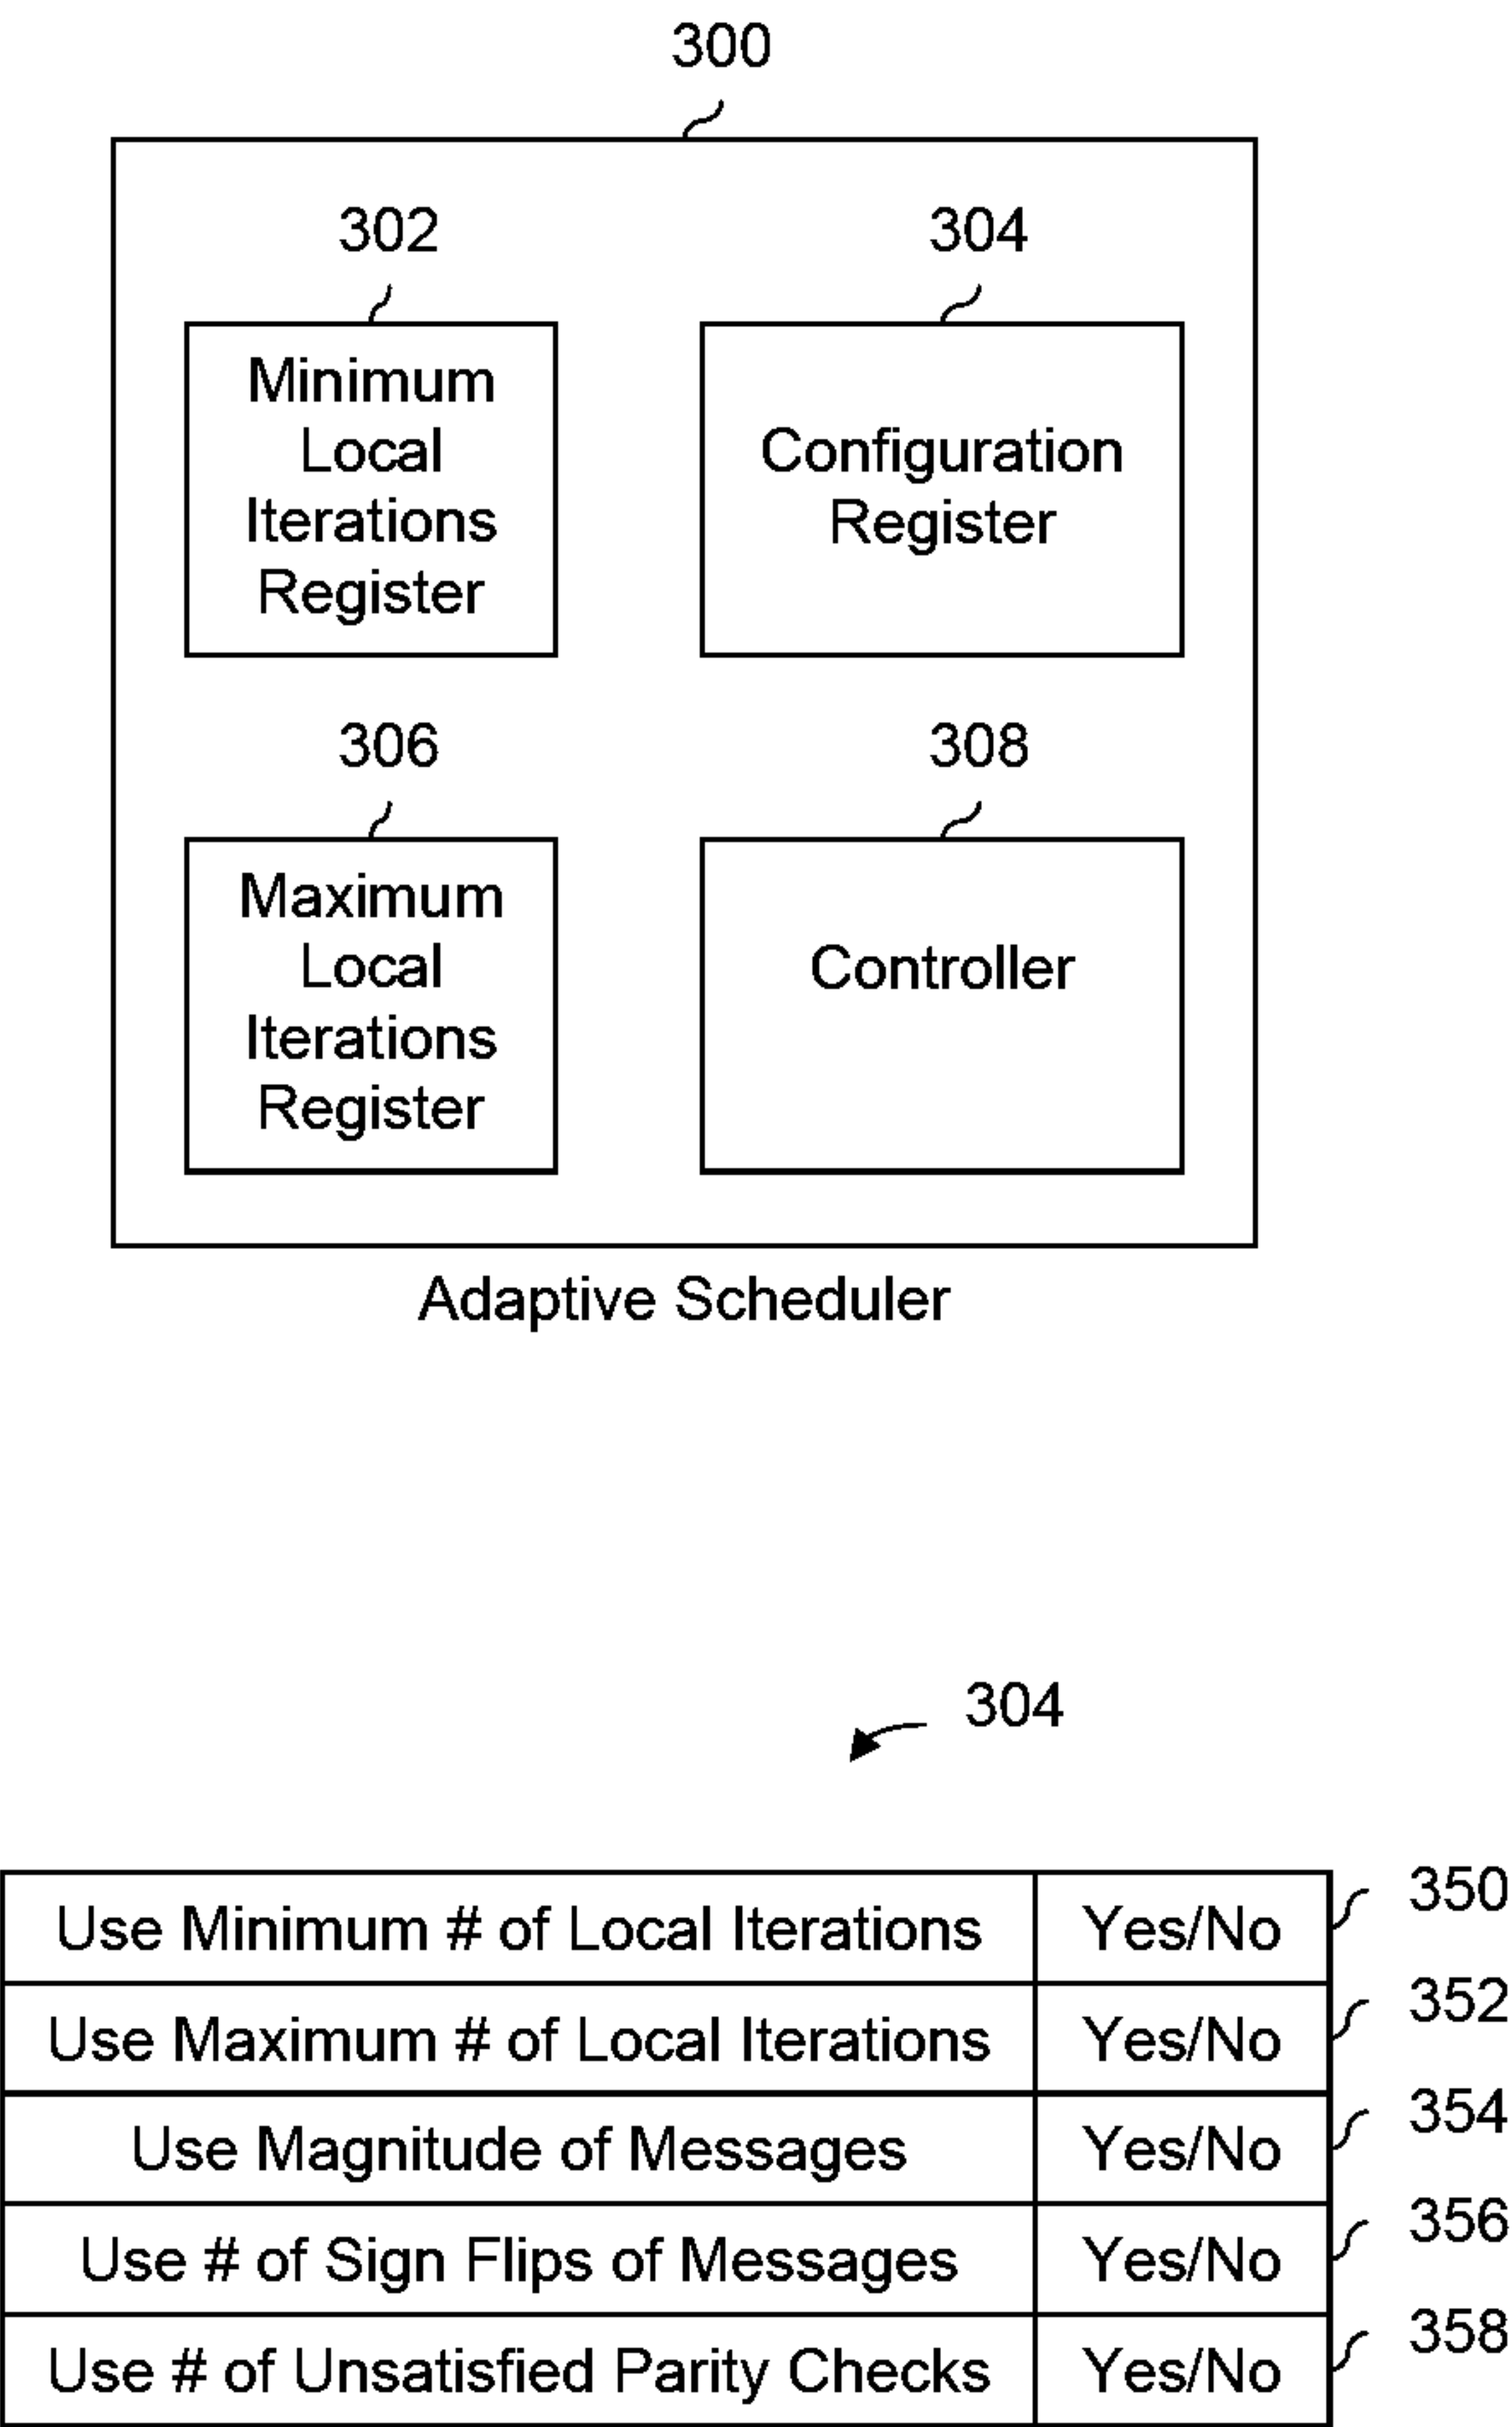 300
302
304
Minimum
Local
Iterations
Register
Configuration
Register
306
308
Maximum
Local
Iterations
Register
Controller
Adaptive Scheduler
304
Use Minimum # of Local Iterations Yes/No 350
Use Maximum # of Local Iterations Yes/No 352
Use Magnitude of Messages Yes/No 354
Use # of Sign Flips of Messages Yes/No 356
Use # of Unsatisfied Parity Checks Yes/No 358